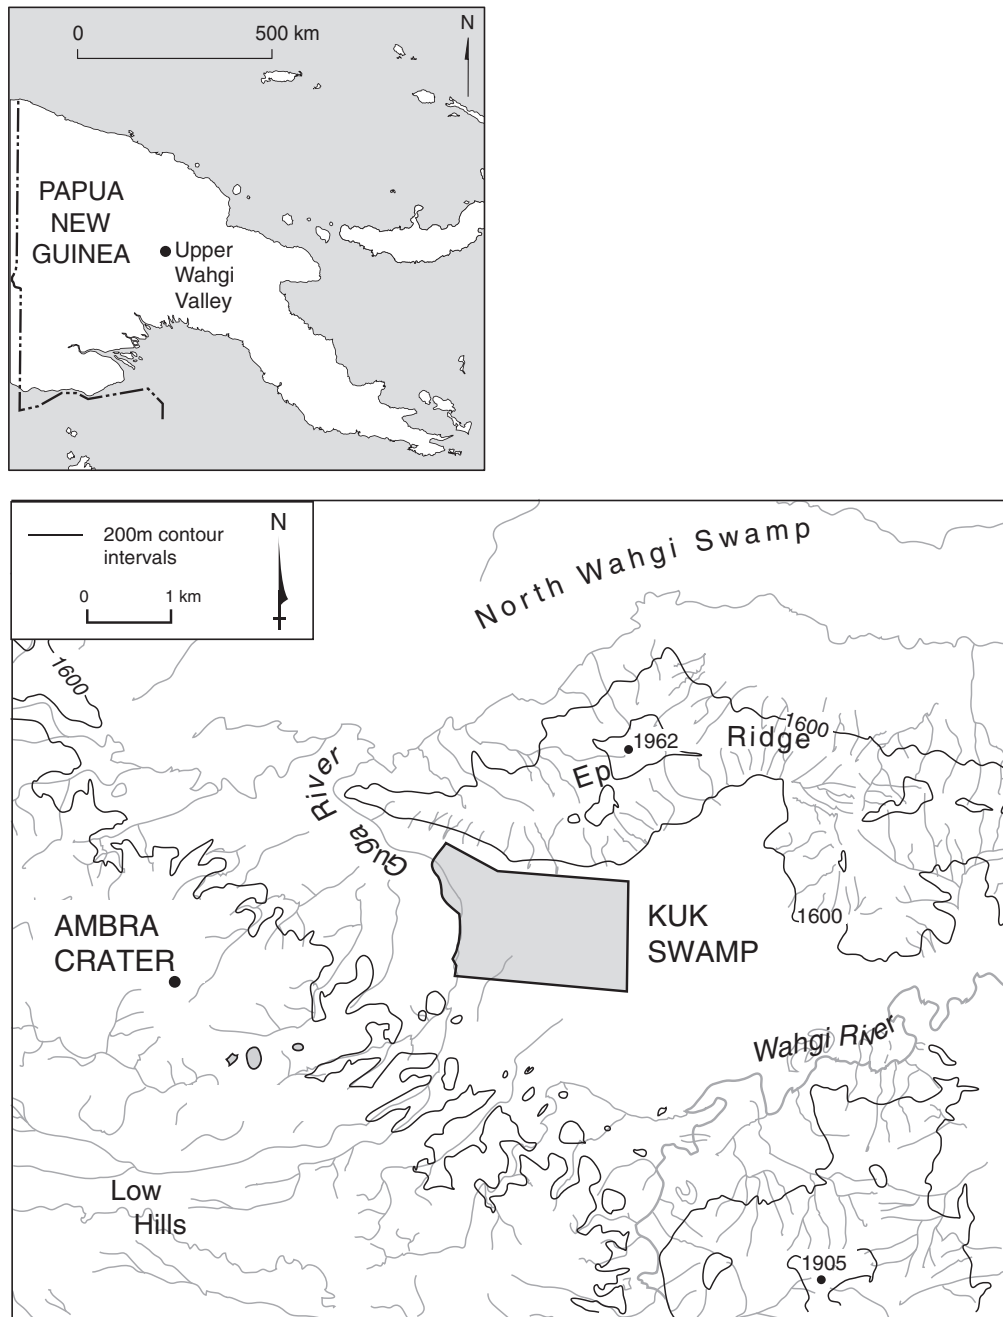 0 500 km
N
PAPUA
NEW
GUINEA
Upper
Wahgi
Valley
200m contour
intervals
0 1 km
N
North Wahgi Swamp
1600
1962
Ridge
1600
Ep
Guga River
KUK
SWAMP
1600
AMBRA
CRATER
Wahgi River
Low
Hills
1905